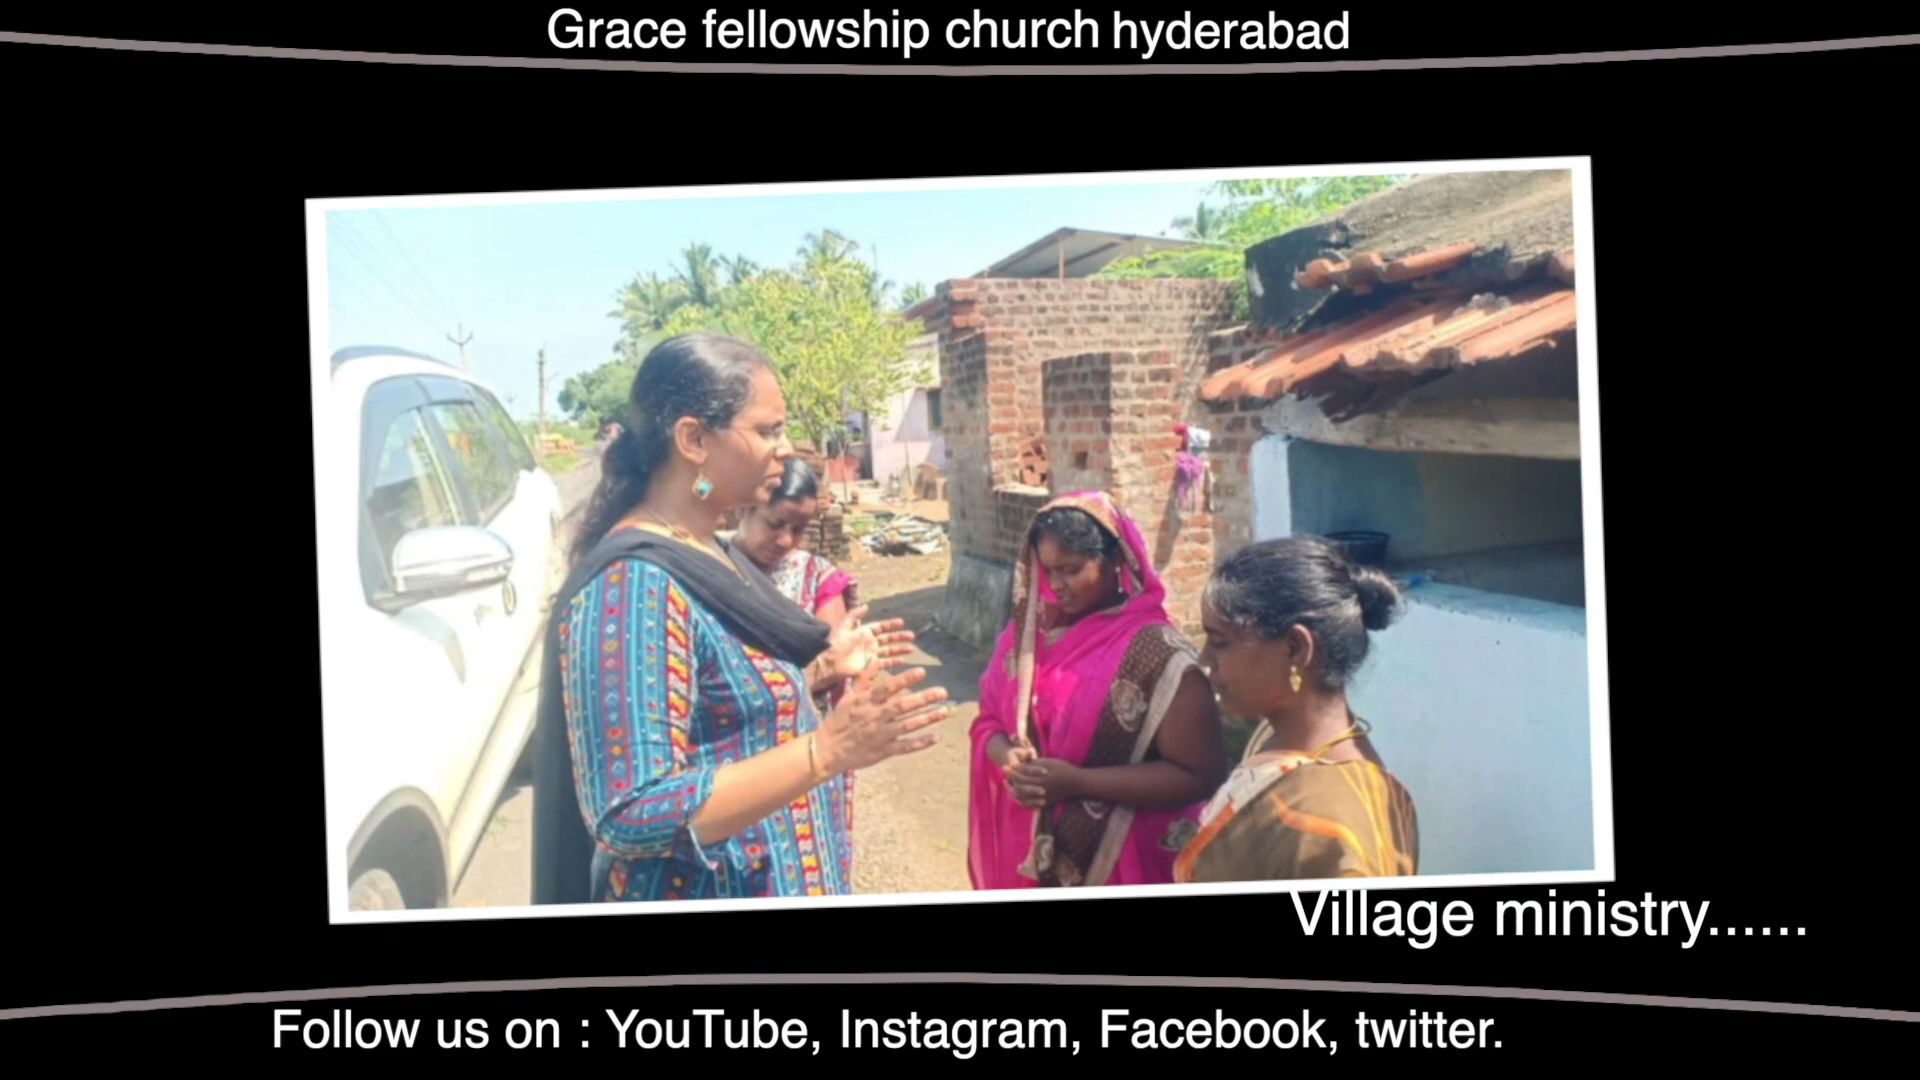 Grace fellowship church hyderabad
Village ministry......
Follow us on : YouTube, Instagram, Facebook, twitter.